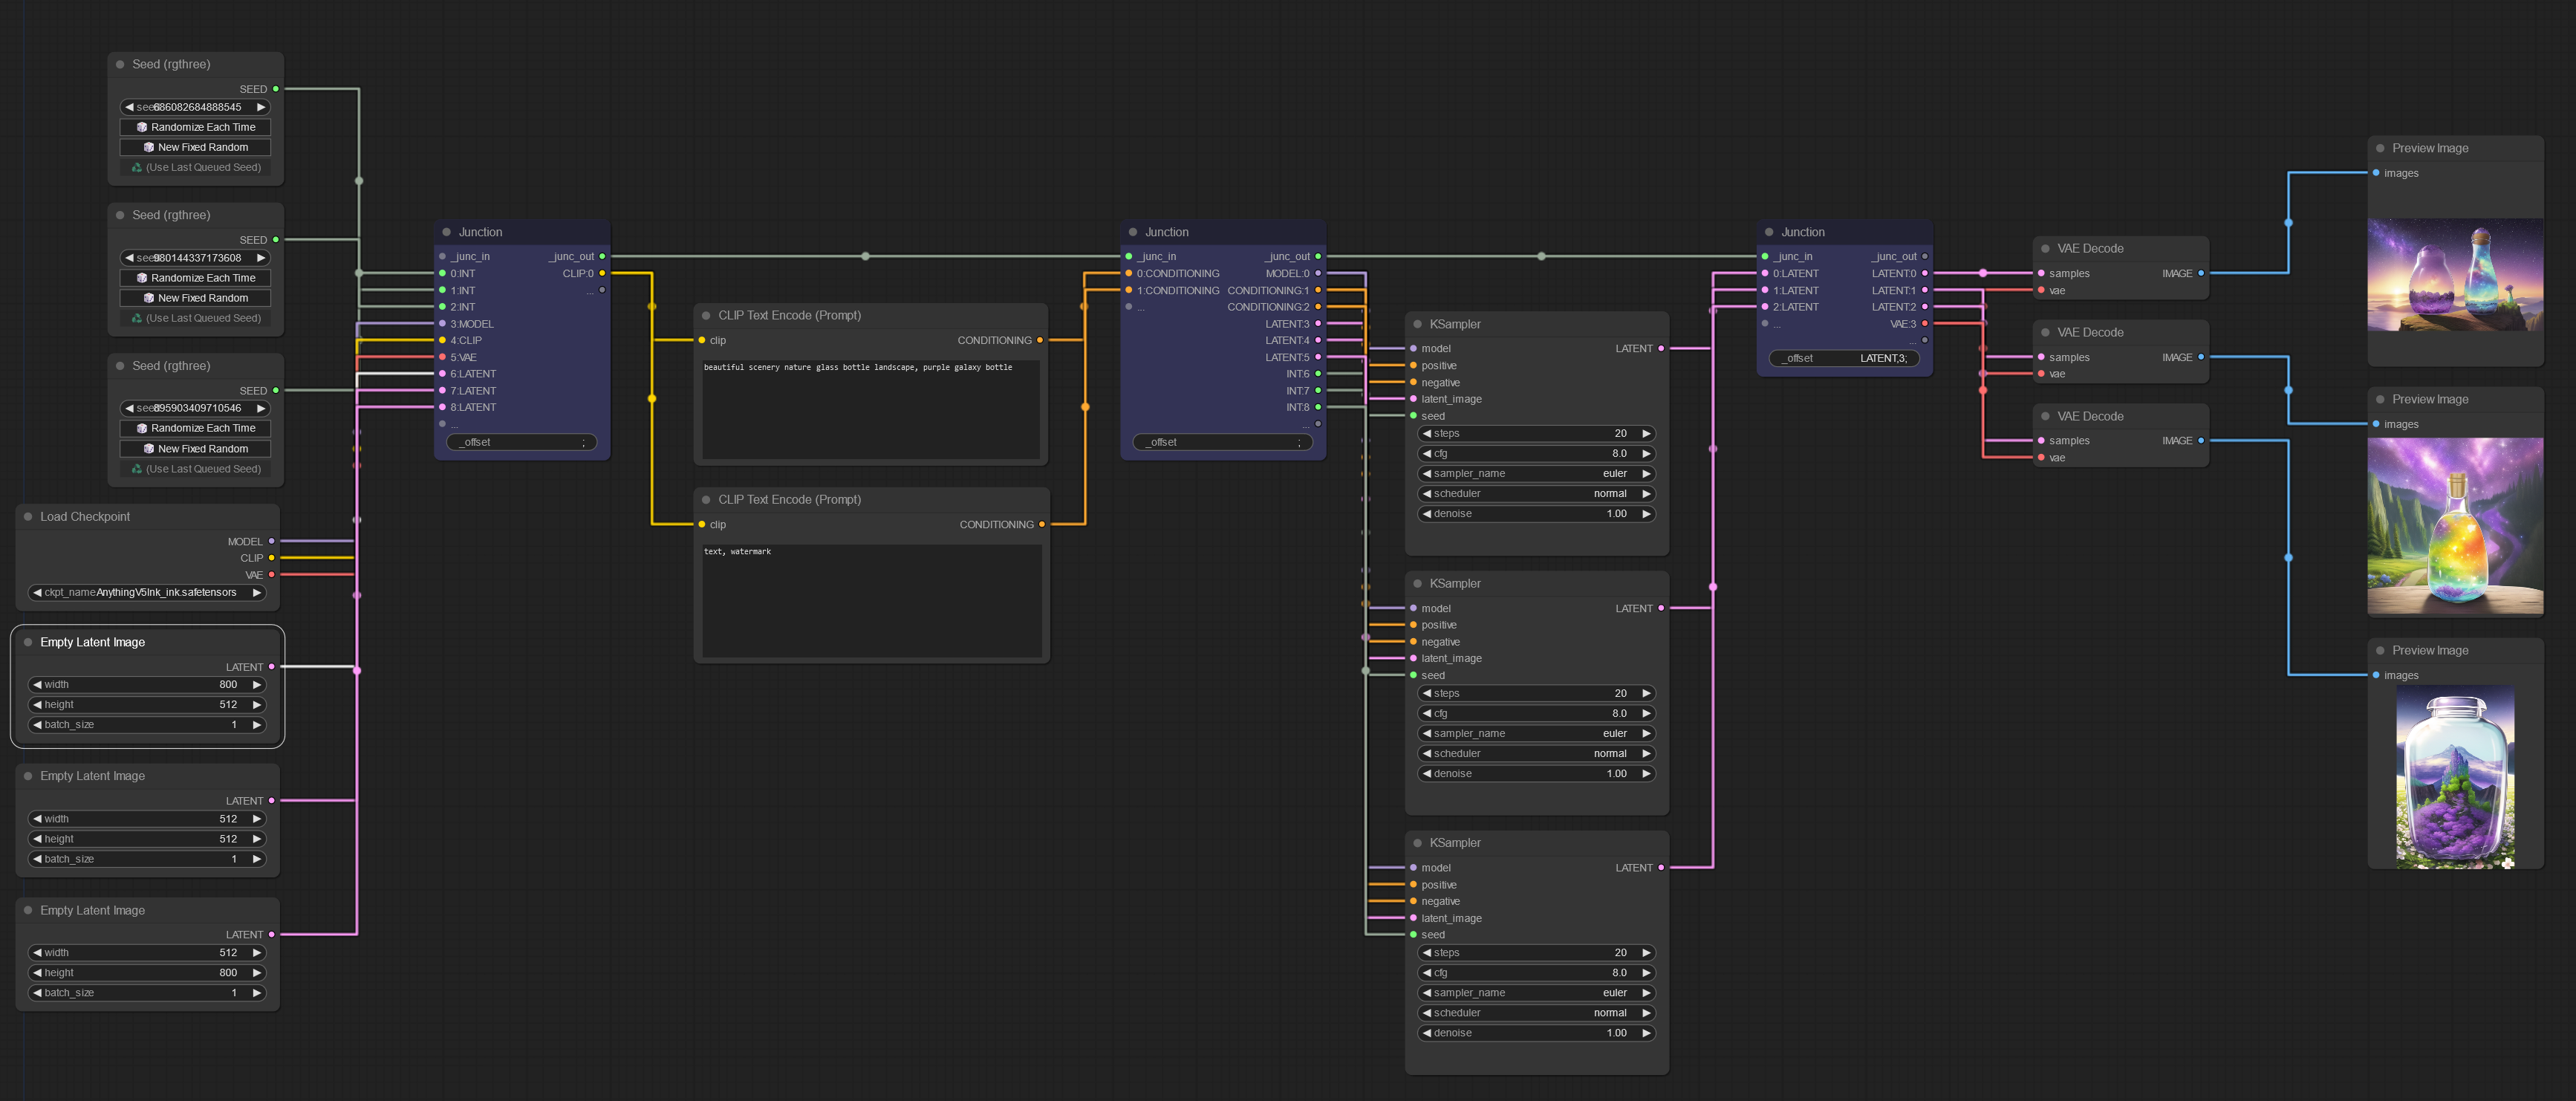 Seed (rgthree)
SEED
686082684888545
Randomize Each Time
New Fixed Random
(Use Last Queued Seed)
Seed (rgthree)
SEED
980144337173608
Randomize Each Time
New Fixed Random
(Use Last Queued Seed)
Seed (rgthree)
SEED
895903409710546
Randomize Each Time
New Fixed Random
(Use Last Queued Seed)
Load Checkpoint
MODEL
CLIP
VAE
ckpt_name AnythingV5Ink_ink.safetensors
Empty Latent Image
LATENT
width 800
height 512
batch_size 1
Empty Latent Image
LATENT
width 512
height 512
batch_size 1
Empty Latent Image
LATENT
width 512
height 800
batch_size 1
Junction
_junc_in _junc_out
0:INT CLIP:0
1:INT ...
2:INT
3:MODEL
4:CLIP
5:VAE
6:LATENT
7:LATENT
8:LATENT
...
_offset ;
CLIP Text Encode (Prompt)
clip CONDITIONING
beautiful scenery nature glass bottle landscape, purple galaxy bottle
CLIP Text Encode (Prompt)
clip CONDITIONING
text, watermark
Junction
_junc_in _junc_out
0:CONDITIONING MODEL:0
1:CONDITIONING CONDITIONING:1
... CONDITIONING:2
LATENT:3
LATENT:4
LATENT:5
INT:6
INT:7
INT:8
...
_offset ;
KSampler
model LATENT
positive
negative
latent_image
seed
steps 20
cfg 8.0
sampler_name euler
scheduler normal
denoise 1.00
KSampler
model LATENT
positive
negative
latent_image
seed
steps 20
cfg 8.0
sampler_name euler
scheduler normal
denoise 1.00
KSampler
model LATENT
positive
negative
latent_image
seed
steps 20
cfg 8.0
sampler_name euler
scheduler normal
denoise 1.00
Junction
_junc_in _junc_out
0:LATENT LATENT:0
1:LATENT LATENT:1
2:LATENT LATENT:2
... VAE:3
...
_offset LATENT,3;
VAE Decode
samples IMAGE
vae
VAE Decode
samples IMAGE
vae
VAE Decode
samples IMAGE
vae
Preview Image
images
Preview Image
images
Preview Image
images